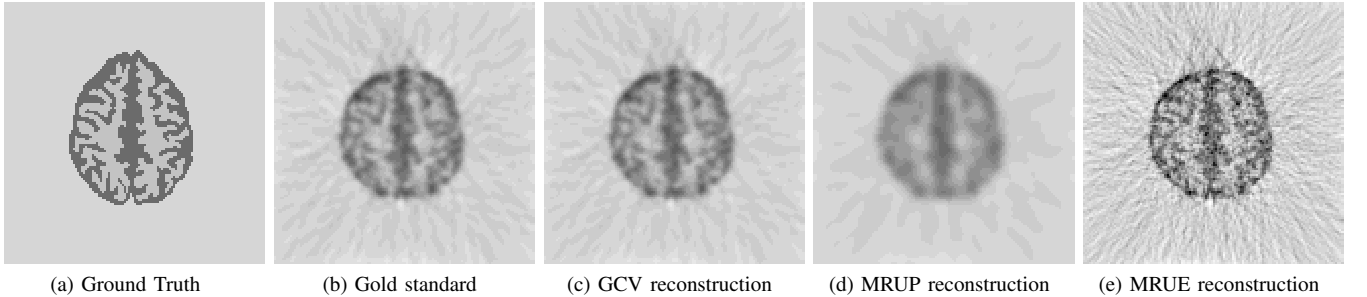 (a) Ground Truth
(b) Gold standard
(c) GCV reconstruction
(d) MRUP reconstruction
(e) MRUE reconstruction